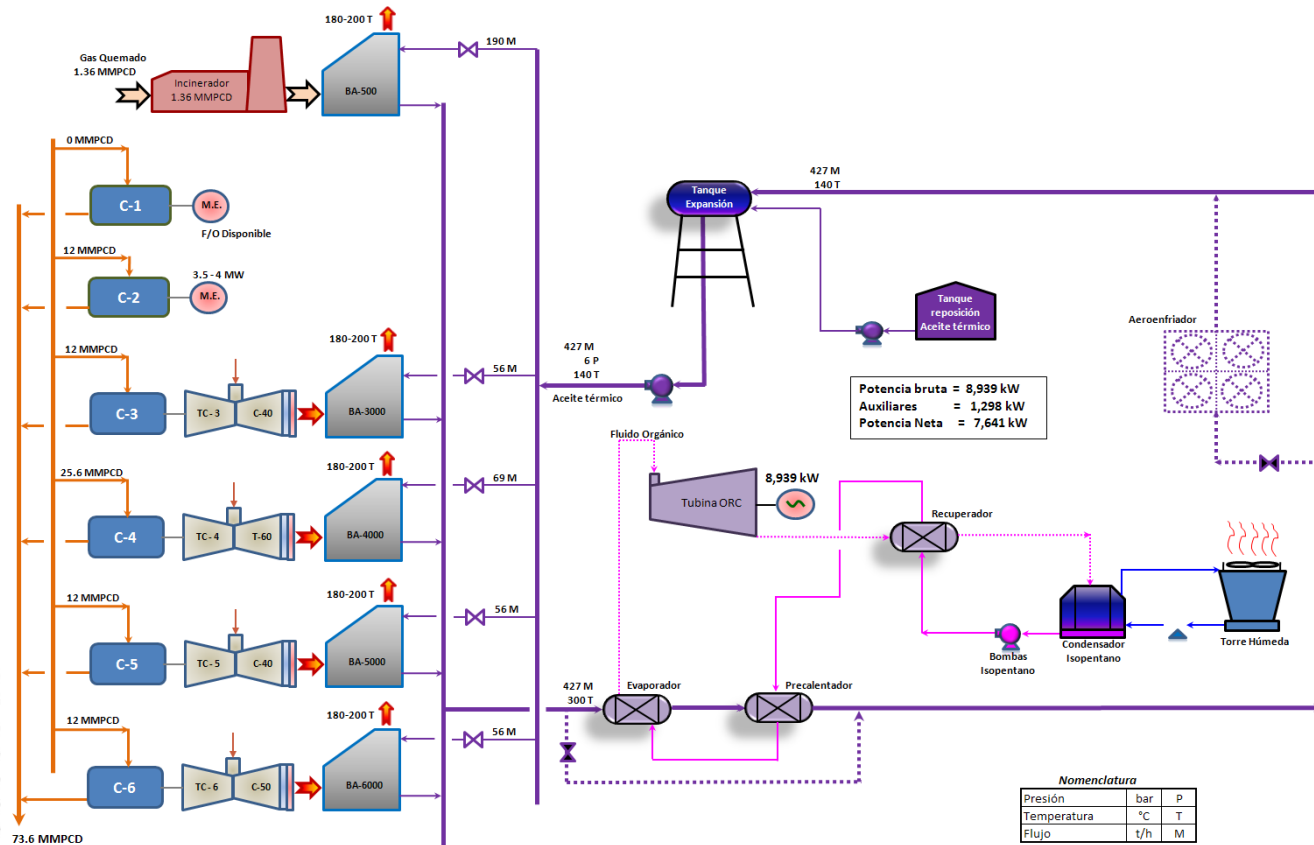 180-200 T
190 M
Gas Quemado
1.36 MMPCD
Incinerador
1.36 MMPCD
BA-500
0 MMPCD
C-1
M.E.
F/O Disponible
12 MMPCD
C-2
3.5 - 4 MW
M.E.
427 M
140 T
Tanque
Expansión
Tanque
reposición
Aceite térmico
Aeroenfriador
12 MMPCD
C-3
TC - 3
C-40
180-200 T
BA-3000
56 M
427 M
6 P
140 T
Aceite térmico
Potencia bruta = 8,939 kW
Auxiliares = 1,298 kW
Potencia Neta = 7,641 kW
25.6 MMPCD
C-4
TC - 4
T-60
180-200 T
BA-4000
69 M
Fluido Orgánico
Tubina ORC
8,939 kW
Recuperador
Condensador
Isopentano
Torre Húmeda
Bombas
Isopentano
12 MMPCD
C-5
TC - 5
C-40
180-200 T
BA-5000
56 M
427 M
300 T
Evaporador
Precalentador
12 MMPCD
C-6
TC - 6
C-50
180-200 T
BA-6000
56 M
73.6 MMPCD
Nomenclatura
Presión bar P
Temperatura °C T
Flujo t/h M